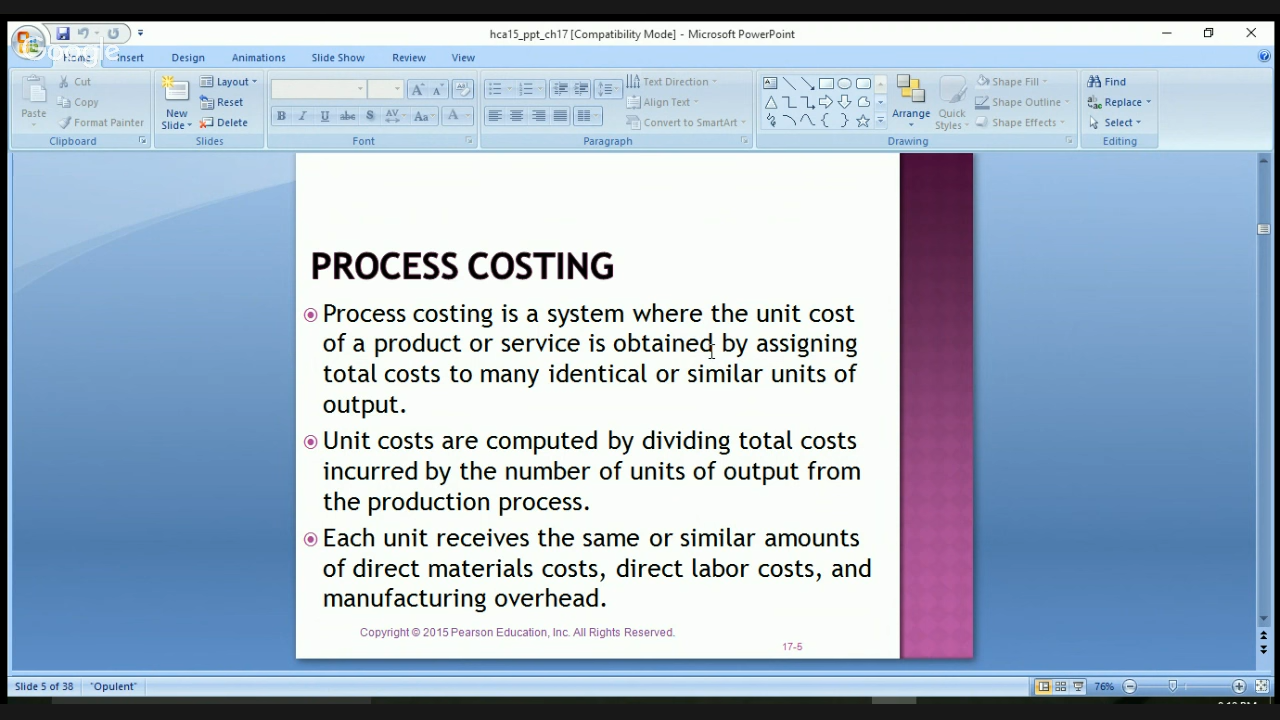 hca15_ppt_ch17 [Compatibility Mode] - Microsoft PowerPoint
Google
Home Insert Design Animations Slide Show Review View
Paste
Cut
Copy
Format Painter
Clipboard
New Slide
Layout
Reset
Delete
Slides
B I U abc S AV Aa A
Font
Text Direction
Align Text
Convert to SmartArt
Paragraph
Arrange
Quick Styles
Shape Fill
Shape Outline
Shape Effects
Drawing
Find
Replace
Select
Editing
PROCESS COSTING
Process costing is a system where the unit cost
of a product or service is obtained by assigning
total costs to many identical or similar units of
output.
Unit costs are computed by dividing total costs
incurred by the number of units of output from
the production process.
Each unit receives the same or similar amounts
of direct materials costs, direct labor costs, and
manufacturing overhead.
Copyright © 2015 Pearson Education, Inc. All Rights Reserved.
17-5
Slide 5 of 38 "Opulent" 76%